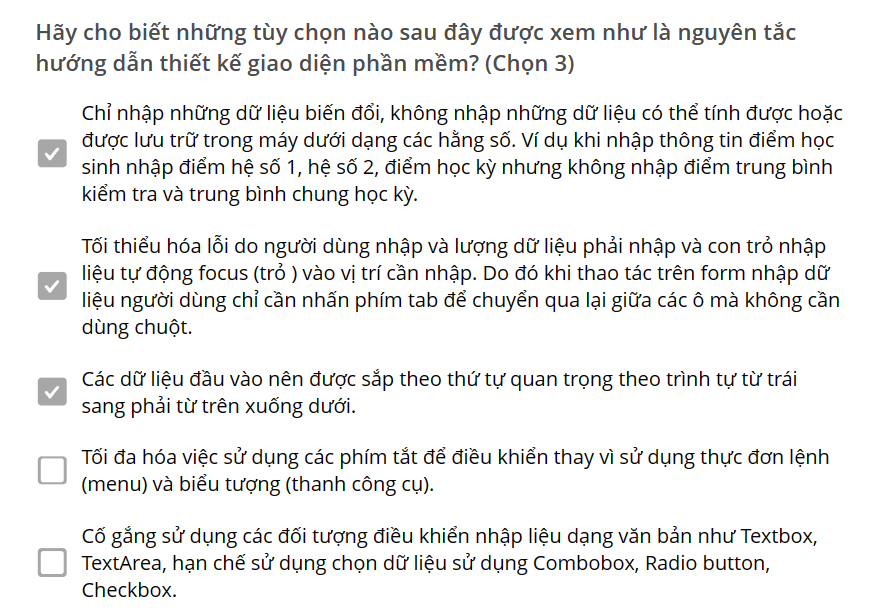 Hãy cho biết những tùy chọn nào sau đây được xem như là nguyên tắc
hướng dẫn thiết kế giao diện phần mềm? (Chọn 3)
Chỉ nhập những dữ liệu biến đổi, không nhập những dữ liệu có thể tính được hoặc
được lưu trữ trong máy dưới dạng các hằng số. Ví dụ khi nhập thông tin điểm học
sinh nhập điểm hệ số 1, hệ số 2, điểm học kỳ nhưng không nhập điểm trung bình
kiểm tra và trung bình chung học kỳ.
Tối thiểu hóa lỗi do người dùng nhập và lượng dữ liệu phải nhập và con trỏ nhập
liệu tự động focus (trỏ ) vào vị trí cần nhập. Do đó khi thao tác trên form nhập dữ
liệu người dùng chỉ cần nhấn phím tab để chuyển qua lại giữa các ô mà không cần
dùng chuột.
Các dữ liệu đầu vào nên được sắp theo thứ tự quan trọng theo trình tự từ trái
sang phải từ trên xuống dưới.
Tối đa hóa việc sử dụng các phím tắt để điều khiển thay vì sử dụng thực đơn lệnh
(menu) và biểu tượng (thanh công cụ).
Cố gắng sử dụng các đối tượng điều khiển nhập liệu dạng văn bản như Textbox,
TextArea, hạn chế sử dụng chọn dữ liệu sử dụng Combobox, Radio button,
Checkbox.